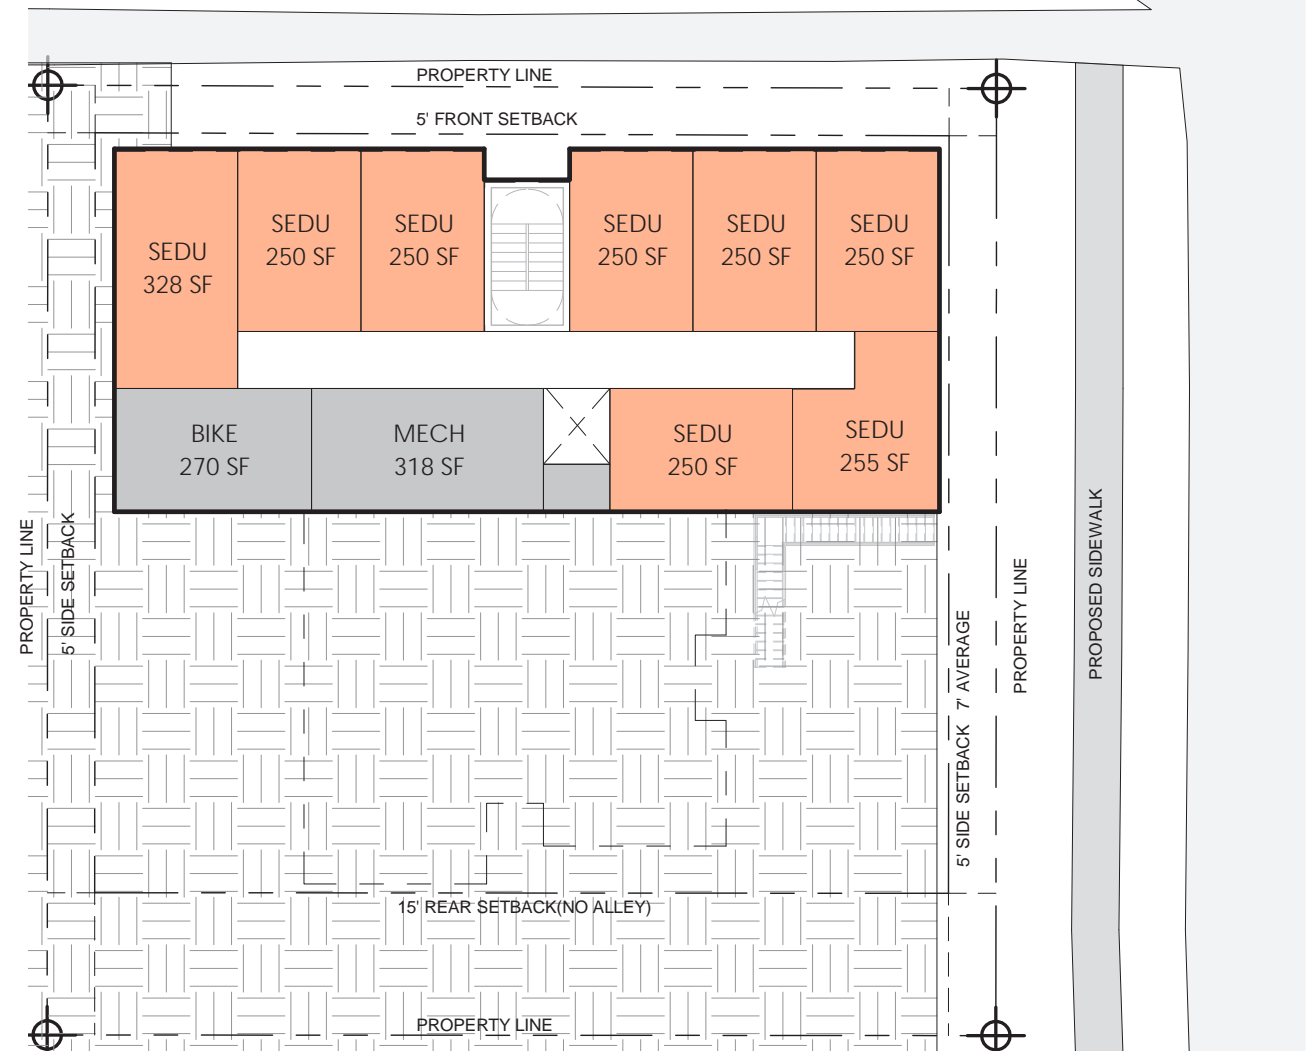 PROPERTY LINE
5' FRONT SETBACK
SEDU
328 SF
SEDU
250 SF
SEDU
250 SF
SEDU
250 SF
SEDU
250 SF
SEDU
250 SF
BIKE
270 SF
MECH
318 SF
SEDU
250 SF
SEDU
255 SF
PROPERTY LINE
5' SIDE SETBACK
5' SIDE SETBACK 7' AVERAGE
PROPERTY LINE
PROPOSED SIDEWALK
15' REAR SETBACK(NO ALLEY)
PROPERTY LINE